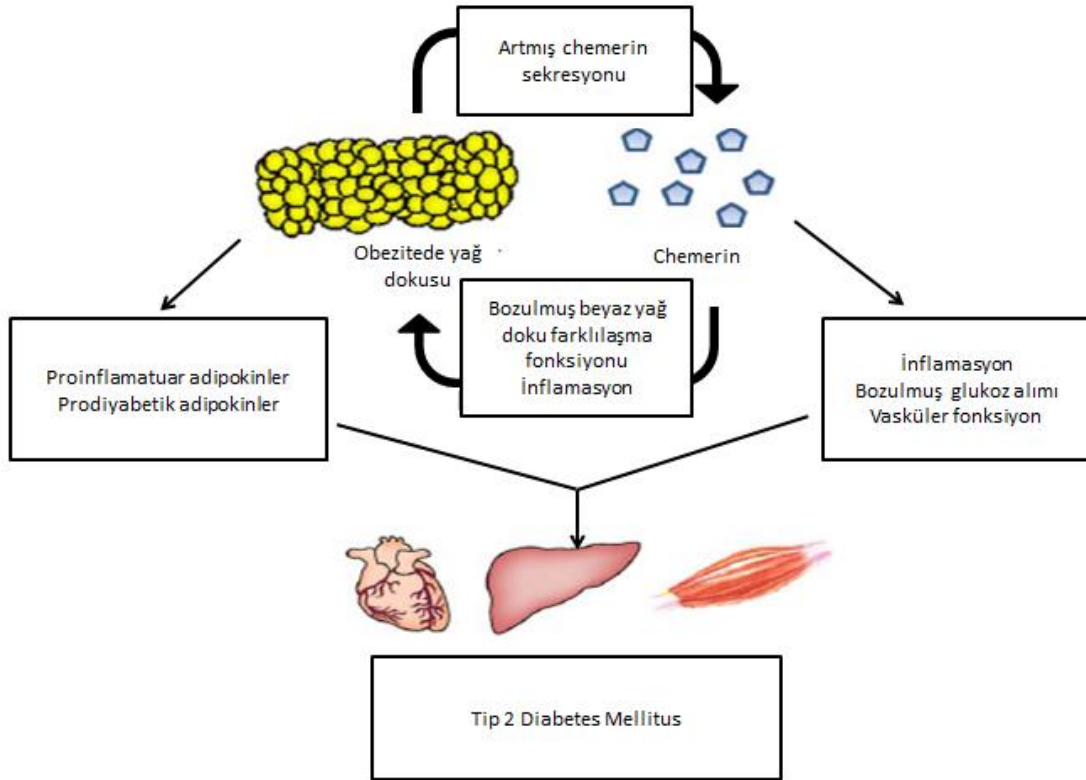 Artmış chemerin
sekresyonu
Obezitede yağ
dokusu
Chemerin
Bozulmuş beyaz yağ
doku farklılaşma
fonksiyonu
İnflamasyon
Proinflamatuar adipokinler
Prodiyabetik adipokinler
İnflamasyon
Bozulmuş glukoz alımı
Vasküler fonksiyon
Tip 2 Diabetes Mellitus